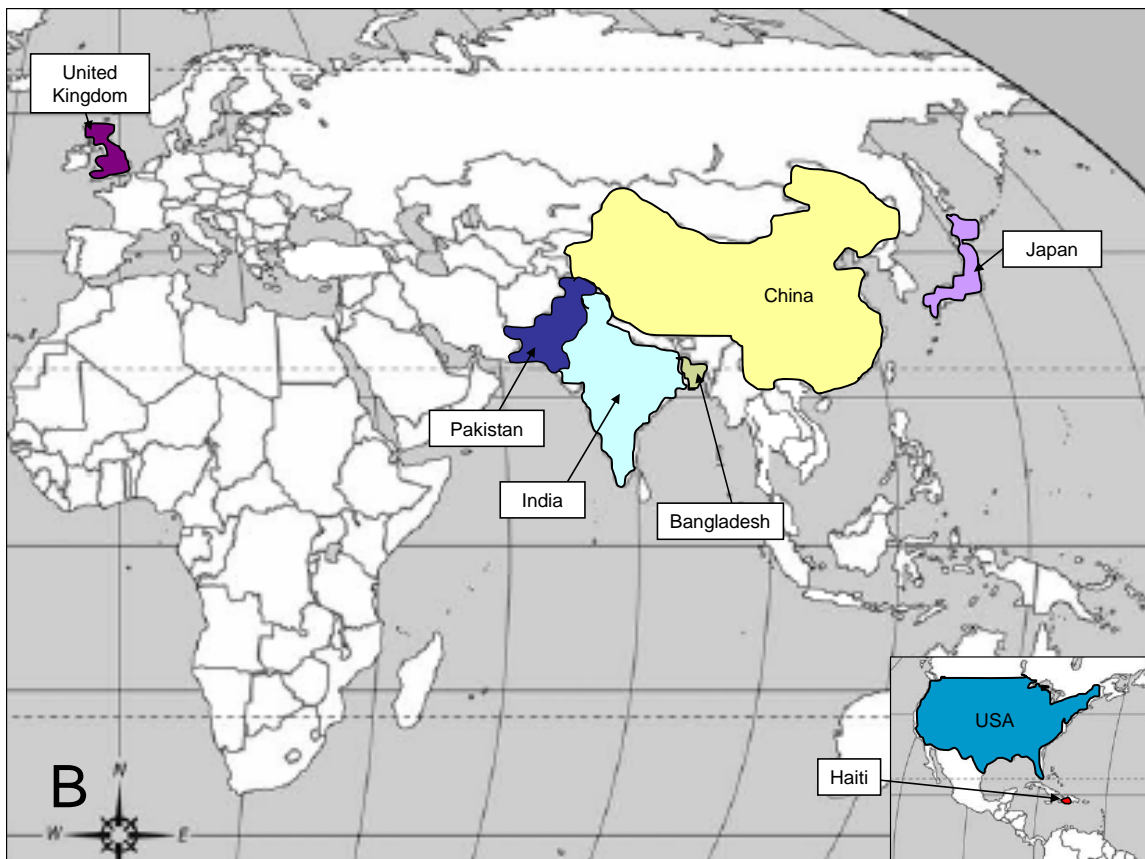 United
Kingdom
Japan
China
Pakistan
India
Bangladesh
USA
Haiti
B
N
W
E